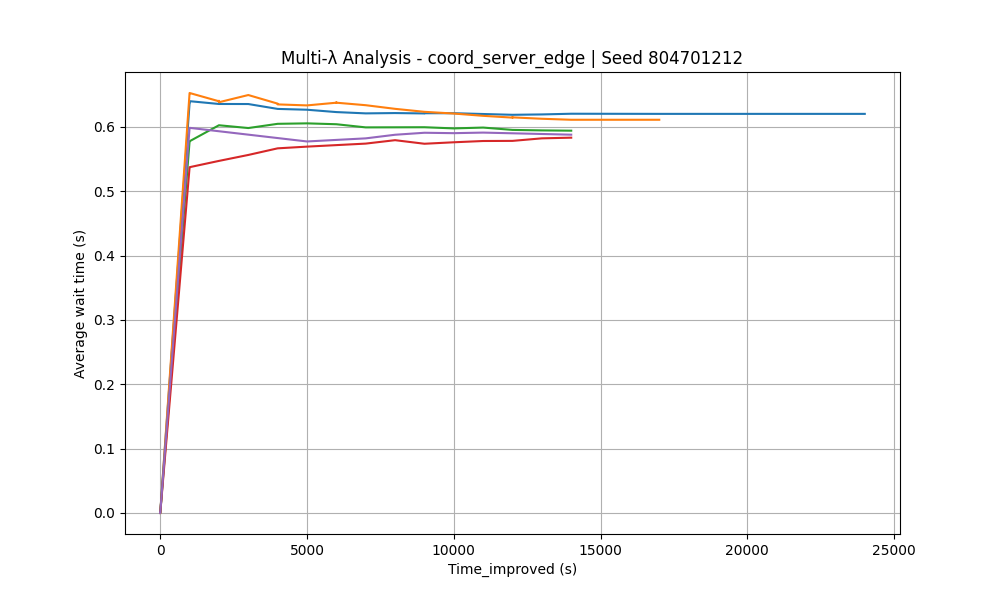 Multi-λ Analysis - coord_server_edge | Seed 804701212
Average wait time (s)
0.6
0.5
0.4
0.3
0.2
0.1
0.0
0 5000 10000 15000 20000 25000
Time_improved (s)